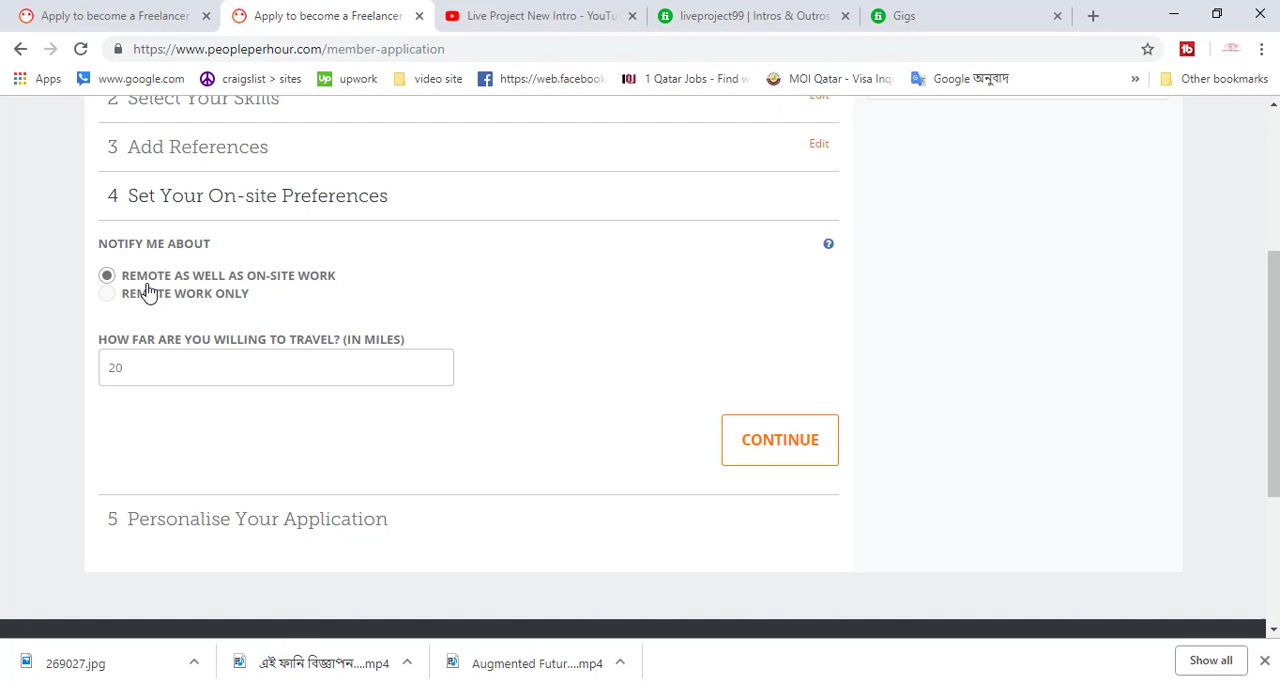 Apply to become a Freelancer
Apply to become a Freelancer
Live Project New Intro - YouTu
liveproject99 | Intros & Outros
Gigs
https://www.peopleperhour.com/member-application
Apps
www.google.com
craigslist > sites
Up upwork
video site
https://web.facebook
1 Qatar Jobs - Find w
MOI Qatar - Visa Inq
Google অনুবাদ
»
Other bookmarks
2 Select Your Skills
Edit
3 Add References
Edit
4 Set Your On-site Preferences
NOTIFY ME ABOUT
REMOTE AS WELL AS ON-SITE WORK
REMOTE WORK ONLY
HOW FAR ARE YOU WILLING TO TRAVEL? (IN MILES)
20
CONTINUE
5 Personalise Your Application
269027.jpg
এই ফানি বিজ্ঞাপন....mp4
Augmented Futur....mp4
Show all